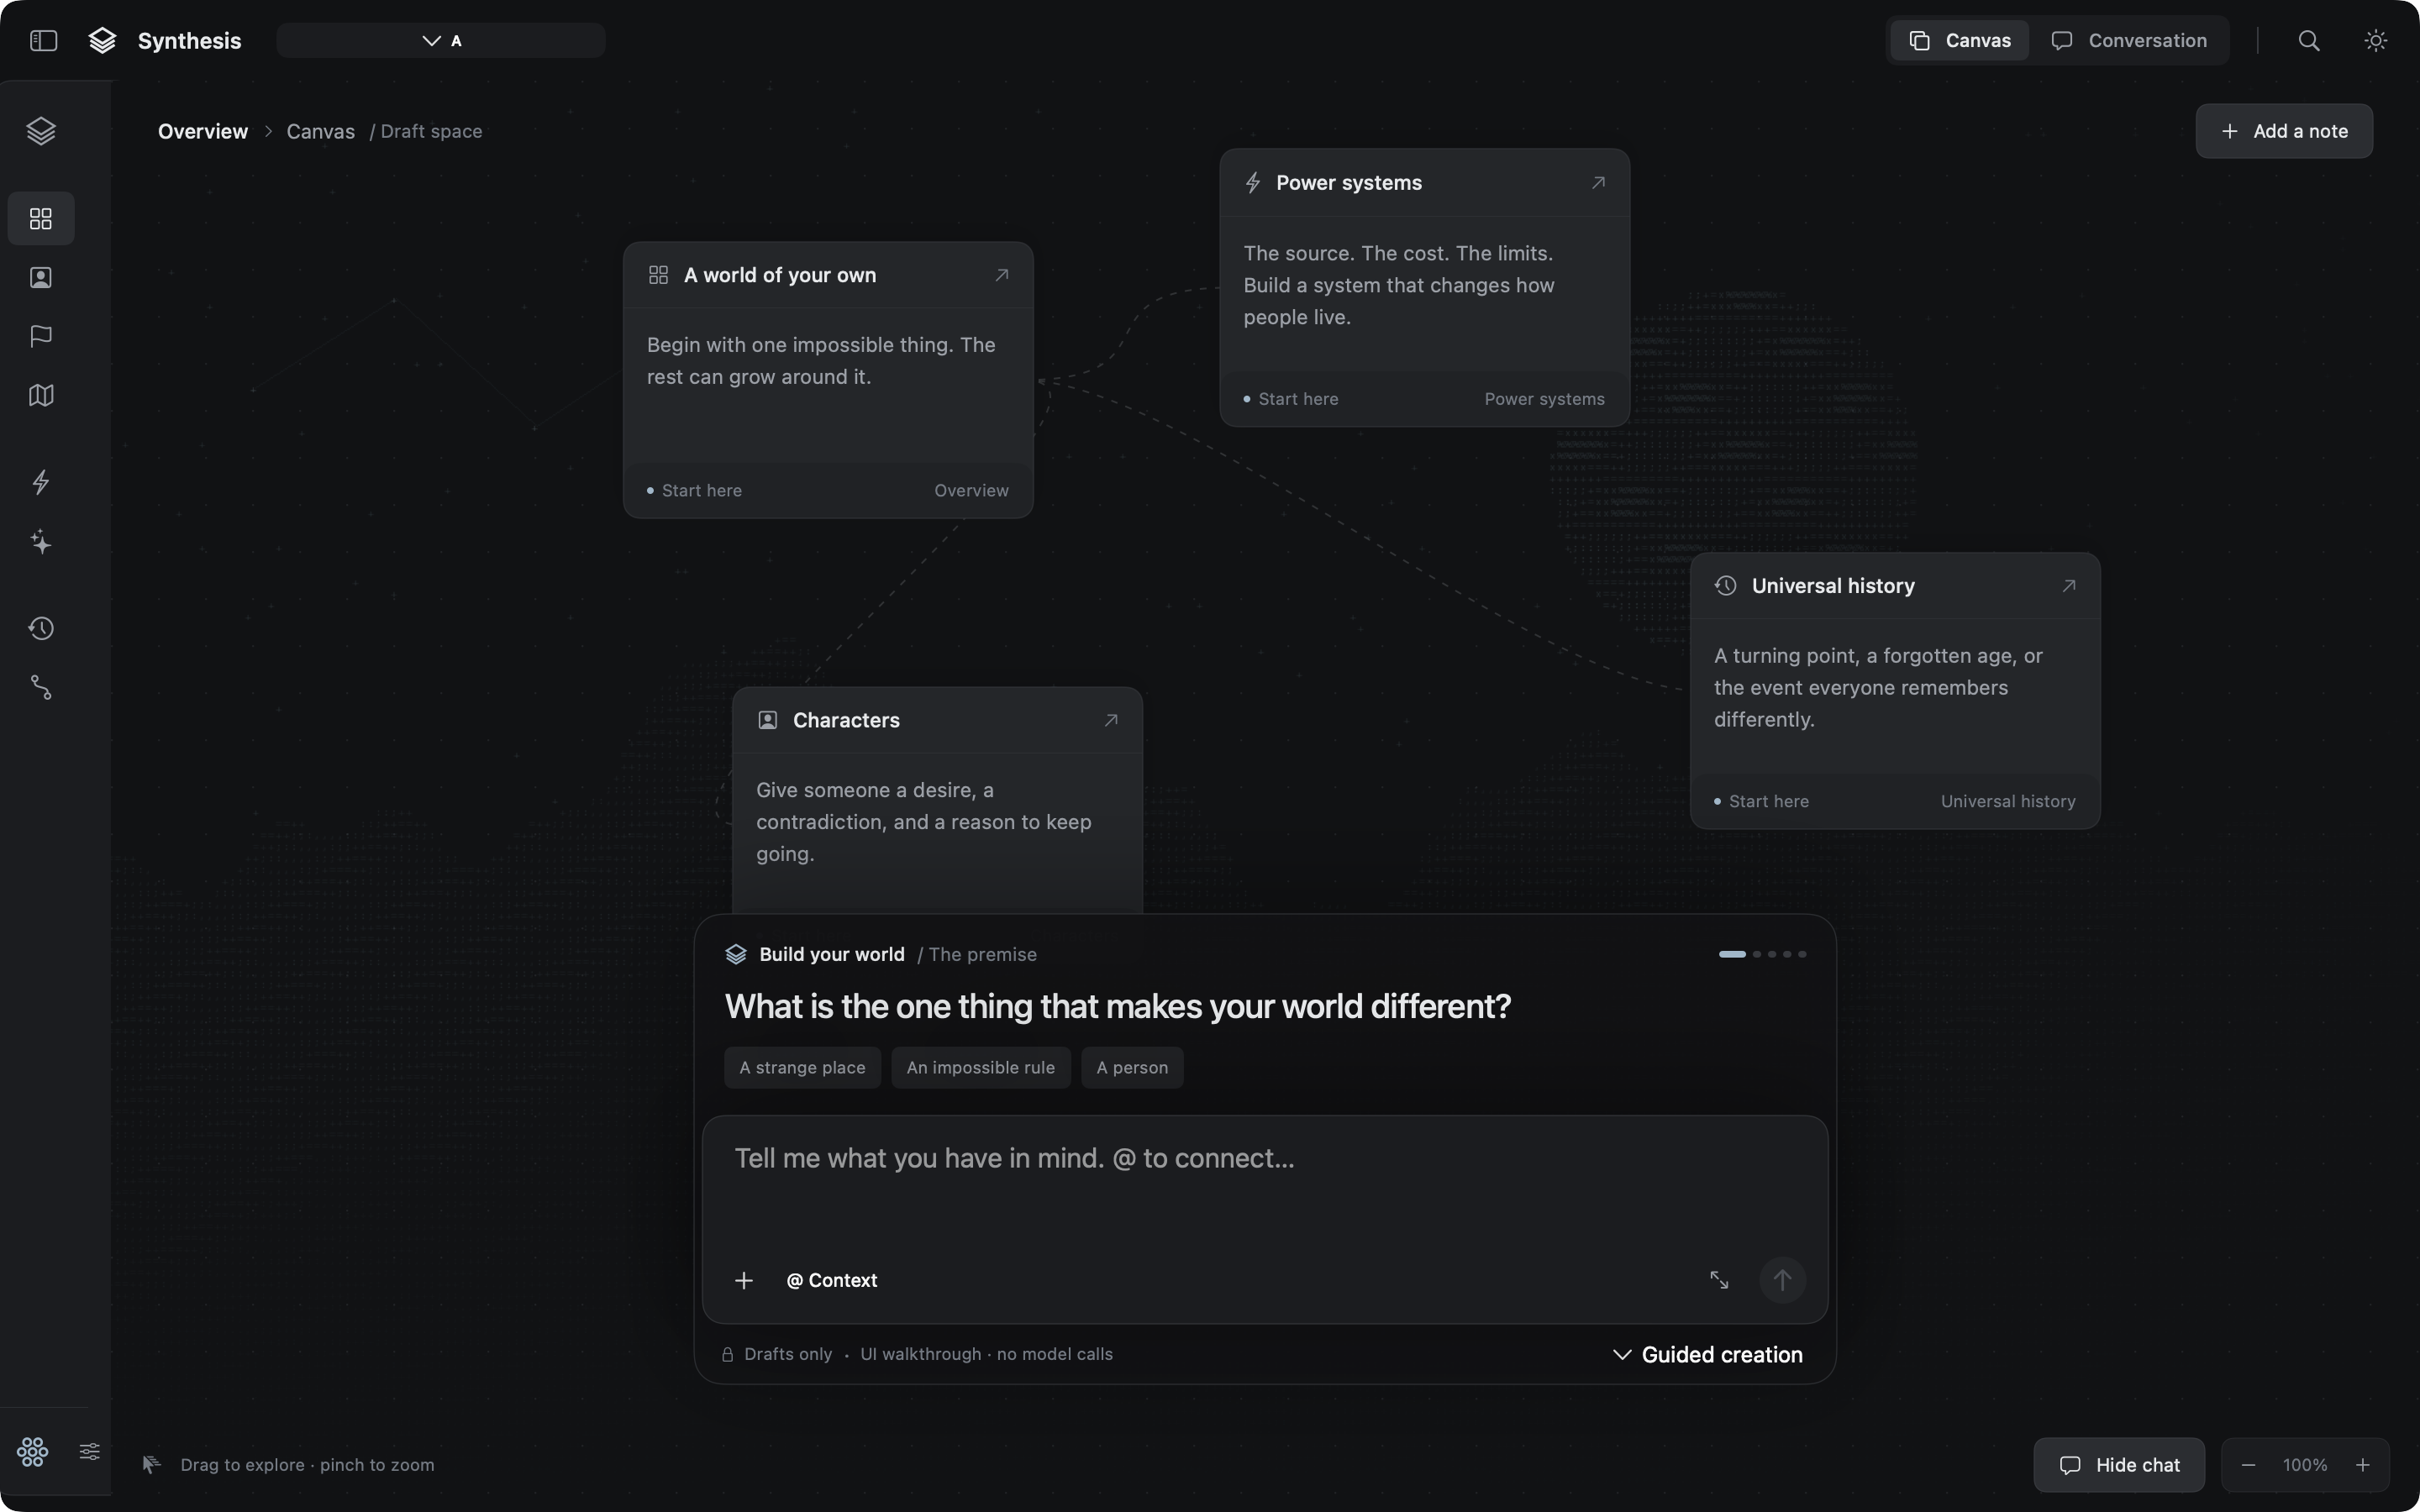 Synthesis
A
Canvas
Conversation
Overview > Canvas / Draft space
+ Add a note
Power systems
The source. The cost. The limits.
Build a system that changes how
people live.
• Start here
Power systems
A world of your own
Begin with one impossible thing. The
rest can grow around it.
• Start here
Overview
Universal history
A turning point, a forgotten age, or
the event everyone remembers
differently.
• Start here
Universal history
Characters
Give someone a desire, a
contradiction, and a reason to keep
going.
Build your world / The premise
What is the one thing that makes your world different?
A strange place
An impossible rule
A person
Tell me what you have in mind. @ to connect...
+ @ Context
Drafts only · UI walkthrough · no model calls
Guided creation
Drag to explore · pinch to zoom
Hide chat
− 100% +